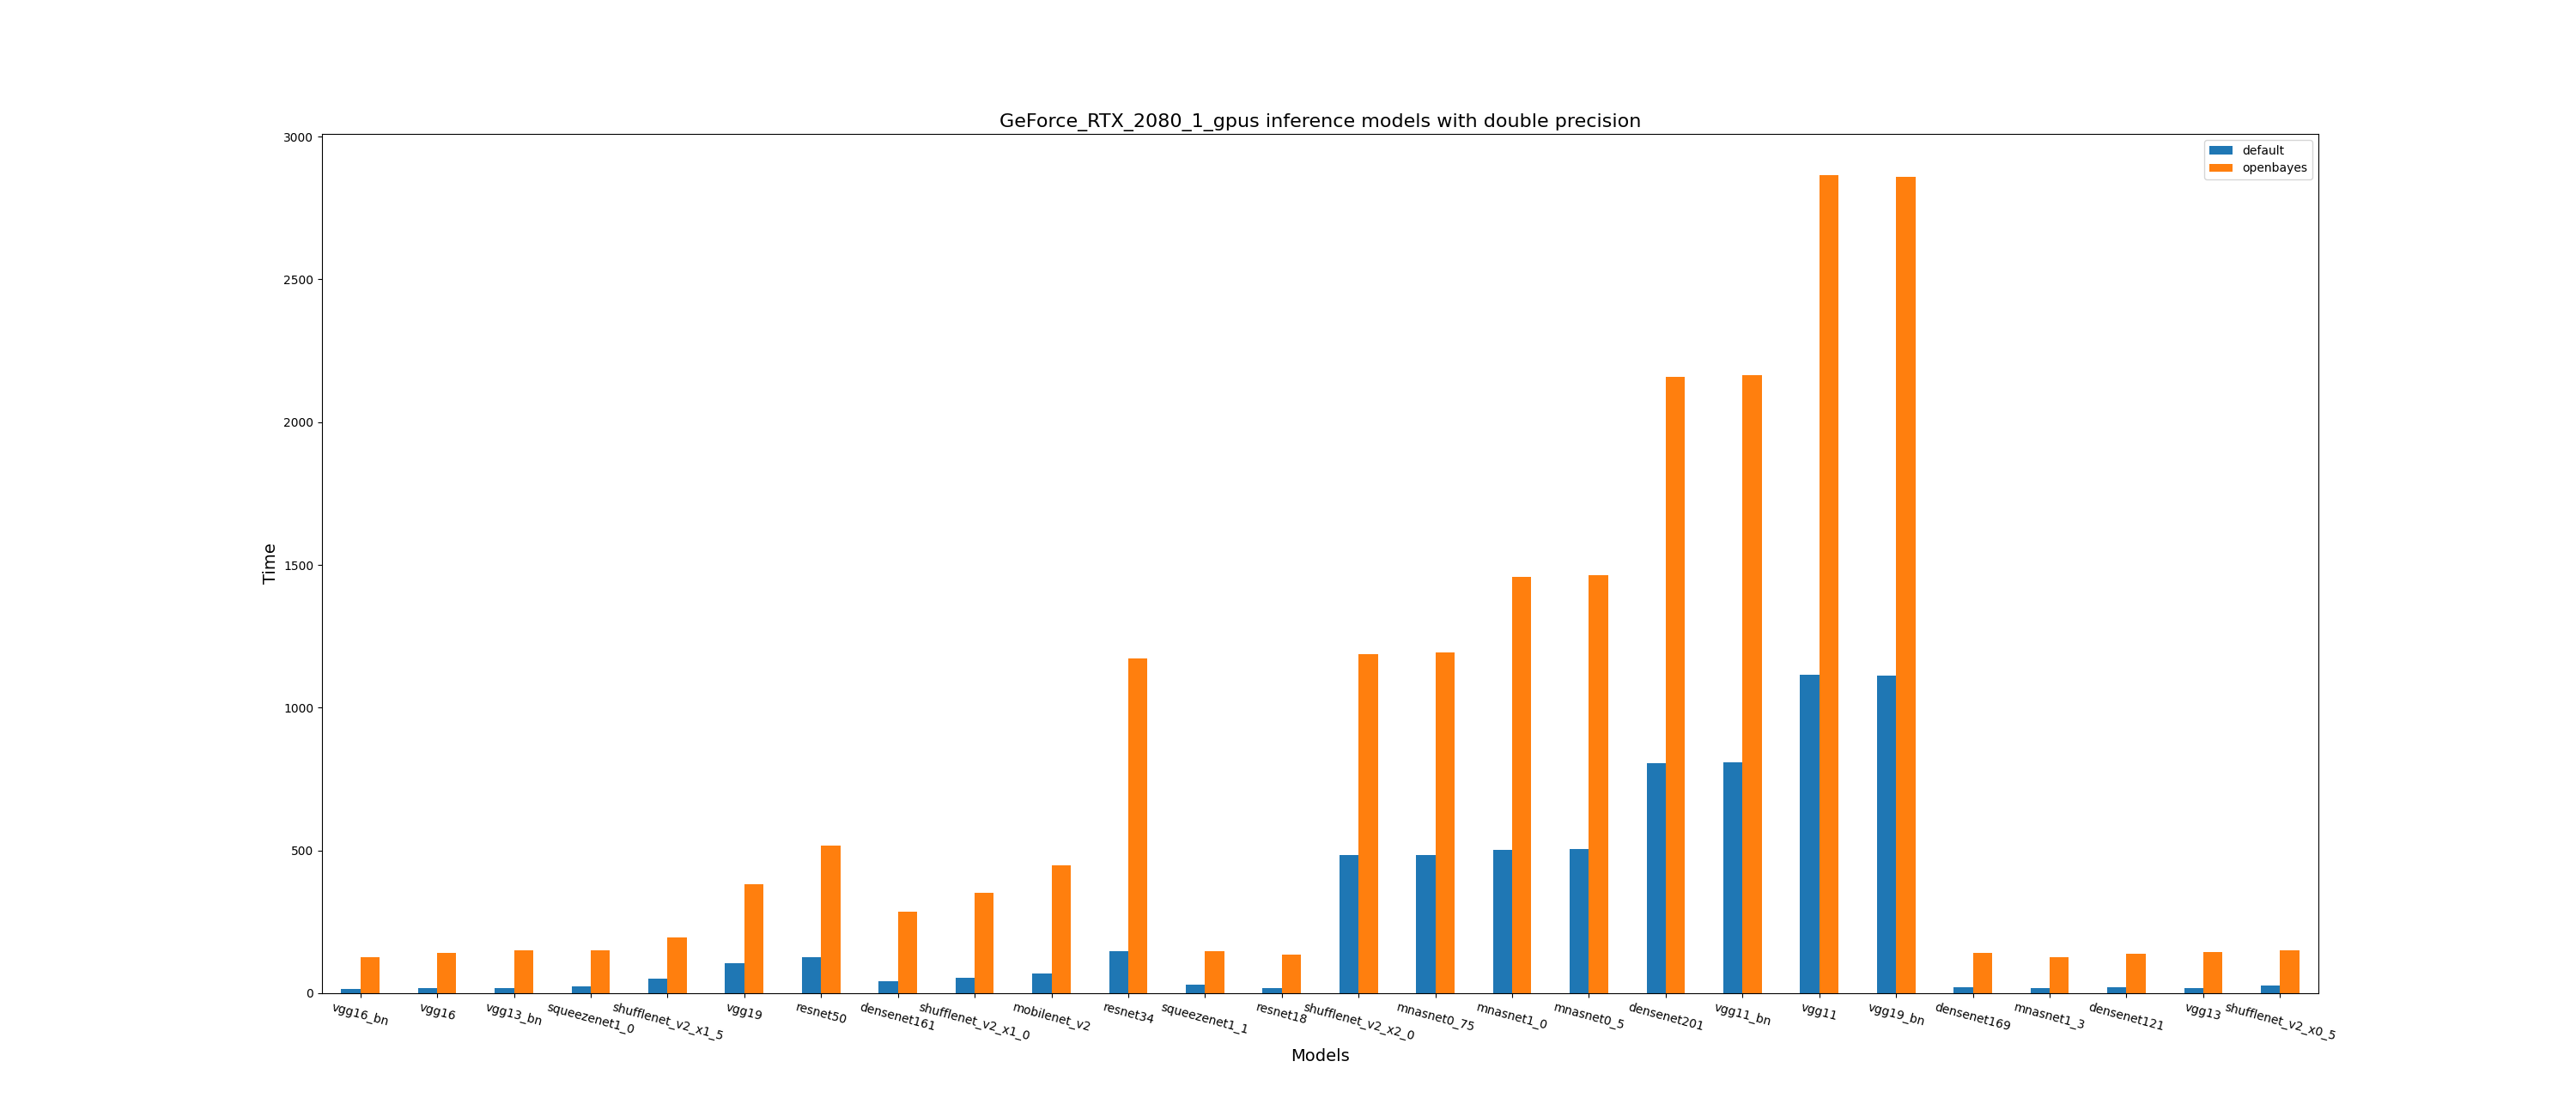 GeForce_RTX_2080_1_gpus inference models with double precision
default
openbayes
3000
2500
2000
1500
1000
500
0
Time
vgg16_bn
vgg16
vgg13_bn
squeezenet1_0
shufflenet_v2_x1_5
vgg19
resnet50
densenet161
shufflenet_v2_x1_0
mobilenet_v2
resnet34
squeezenet1_1
resnet18
shufflenet_v2_x2_0
mnasnet0_75
mnasnet1_0
mnasnet0_5
densenet201
vgg11_bn
vgg11
vgg19_bn
densenet169
mnasnet1_3
densenet121
vgg13
shufflenet_v2_x0_5
Models